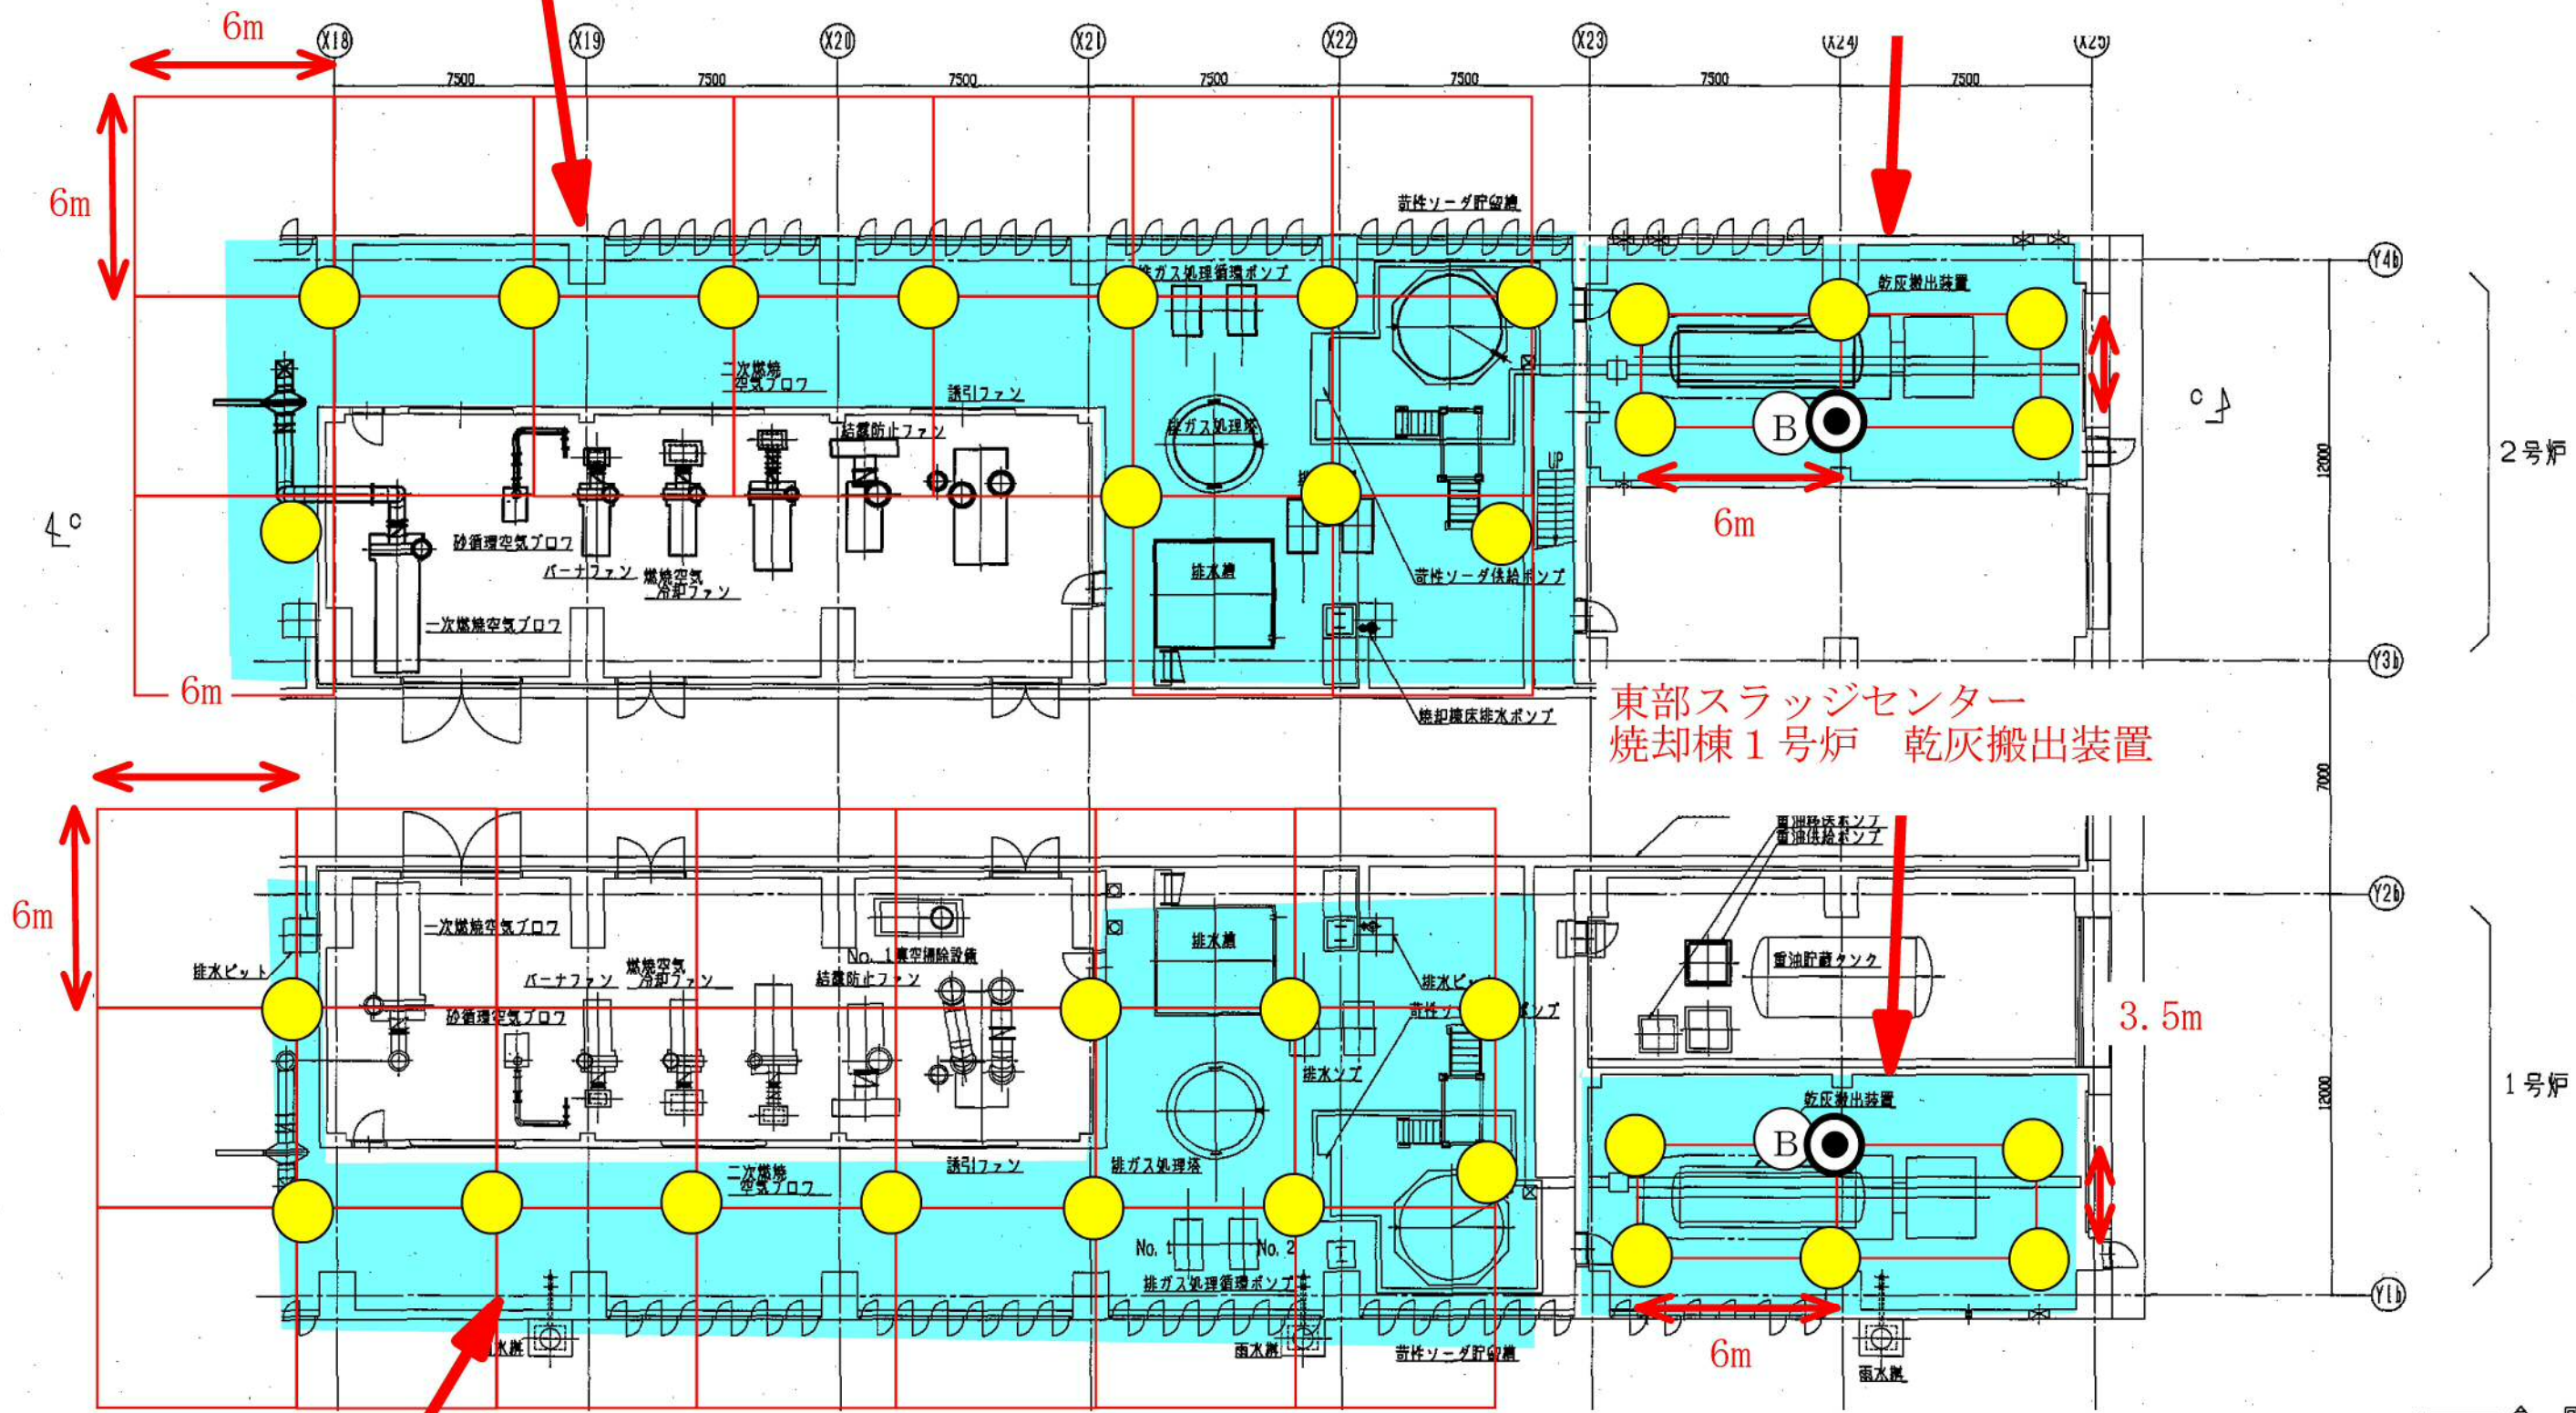 6m
X18
X19
X20
X21
X22
X23
X24
X25
7500
7500
7500
7500
7500
7500
7500
6m
苛性ソーダ貯留槽
排ガス処理循環ポンプ
乾灰搬出装置
Y4b
二次燃焼
空気ブロワ
誘引ファン
結露防止ファン
排ガス処理塔
B
C
12000
2号炉
UP
6m
C
砂循環空気ブロワ
バーナファン
燃焼空気
冷却ファン
排水槽
苛性ソーダ供給ポンプ
一次燃焼空気ブロワ
Y3b
6m
焼却棟床排水ポンプ
東部スラッジセンター
焼却棟1号炉 乾灰搬出装置
7000
重油移送ポンプ
重油供給ポンプ
6m
Y2b
一次燃焼空気ブロワ
No. 1真空掃除設備
排水槽
排水ピット
バーナファン
燃焼空気
冷却ファン
結露防止ファン
重油貯蔵タンク
砂循環空気ブロワ
3.5m
12000
1号炉
乾灰搬出装置
B
誘引ファン
排ガス処理塔
二次燃焼
空気ブロワ
No. 1
No. 2
排ガス処理循環ポンプ
Y1b
雨水桝
苛性ソーダ貯留槽
6m
雨水桝